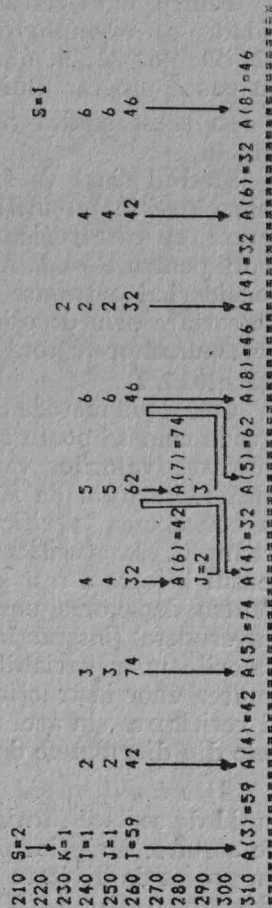 210 S=2 S=1
220
230 K=1 2
240 I=1 2 3 4 5 6 2 4 6
250 J=1 2 3 4 5 6 2 4 6
260 T=59 42 74 32 62 46 32 42 46
270
280 A(6)=42 A(7)=74
290 J=2 3
300
310 A(3)=59 A(4)=42 A(5)=74 A(4)=32 A(5)=62 A(8)=46 A(4)=32 A(6)=32 A(8)=46